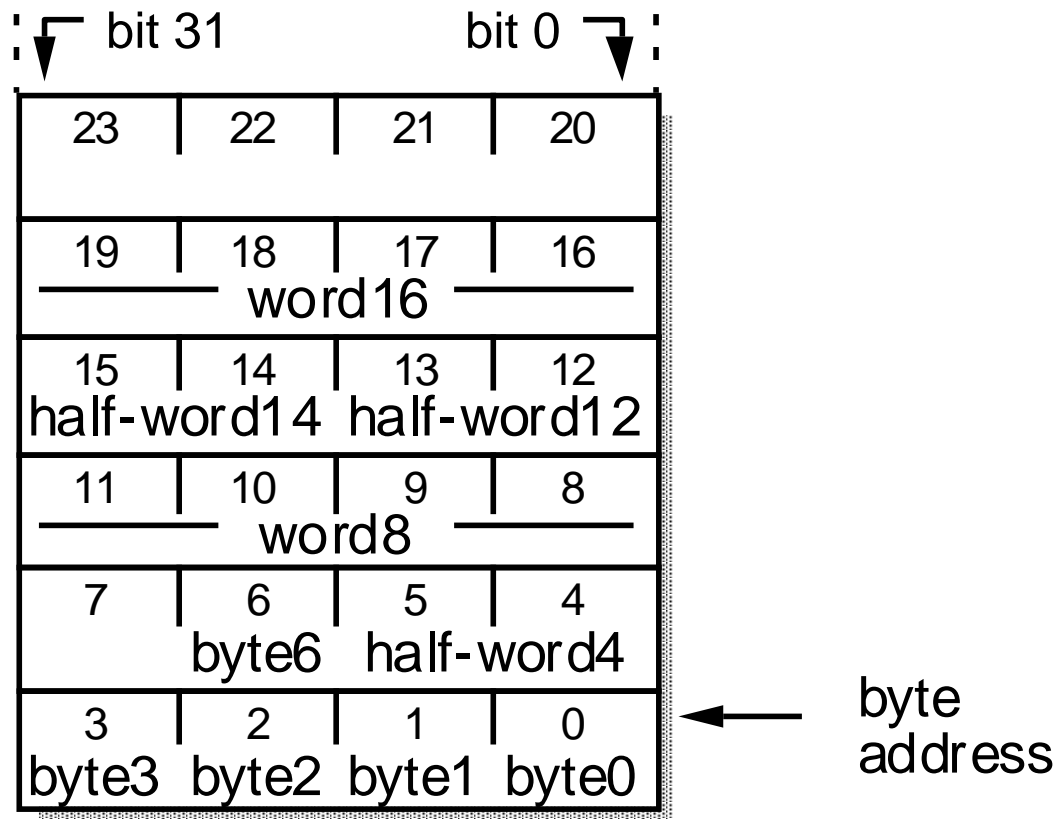 bit 31 bit 0
23 22 21 20
19 18 17 16
word16
15 14 13 12
half-word14 half-word12
11 10 9 8
word8
7 6 5 4
byte6 half-word4
3 2 1 0
byte3 byte2 byte1 byte0
byte
address